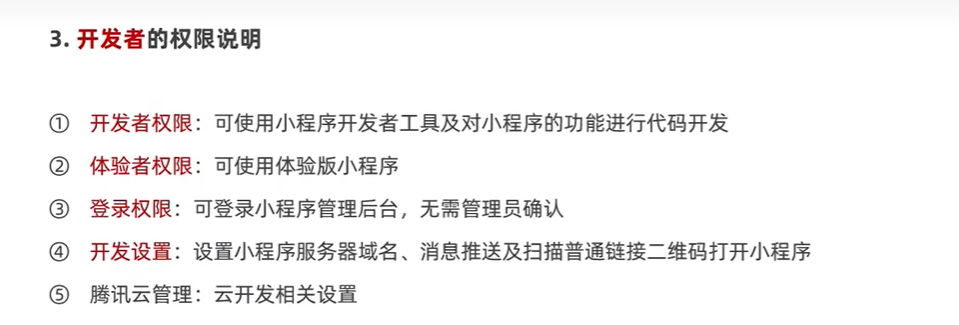 3. 开发者的权限说明
① 开发者权限：可使用小程序开发者工具及对小程序的功能进行代码开发
② 体验者权限：可使用体验版小程序
③ 登录权限：可登录小程序管理后台，无需管理员确认
④ 开发设置：设置小程序服务器域名、消息推送及扫描普通链接二维码打开小程序
⑤ 腾讯云管理：云开发相关设置